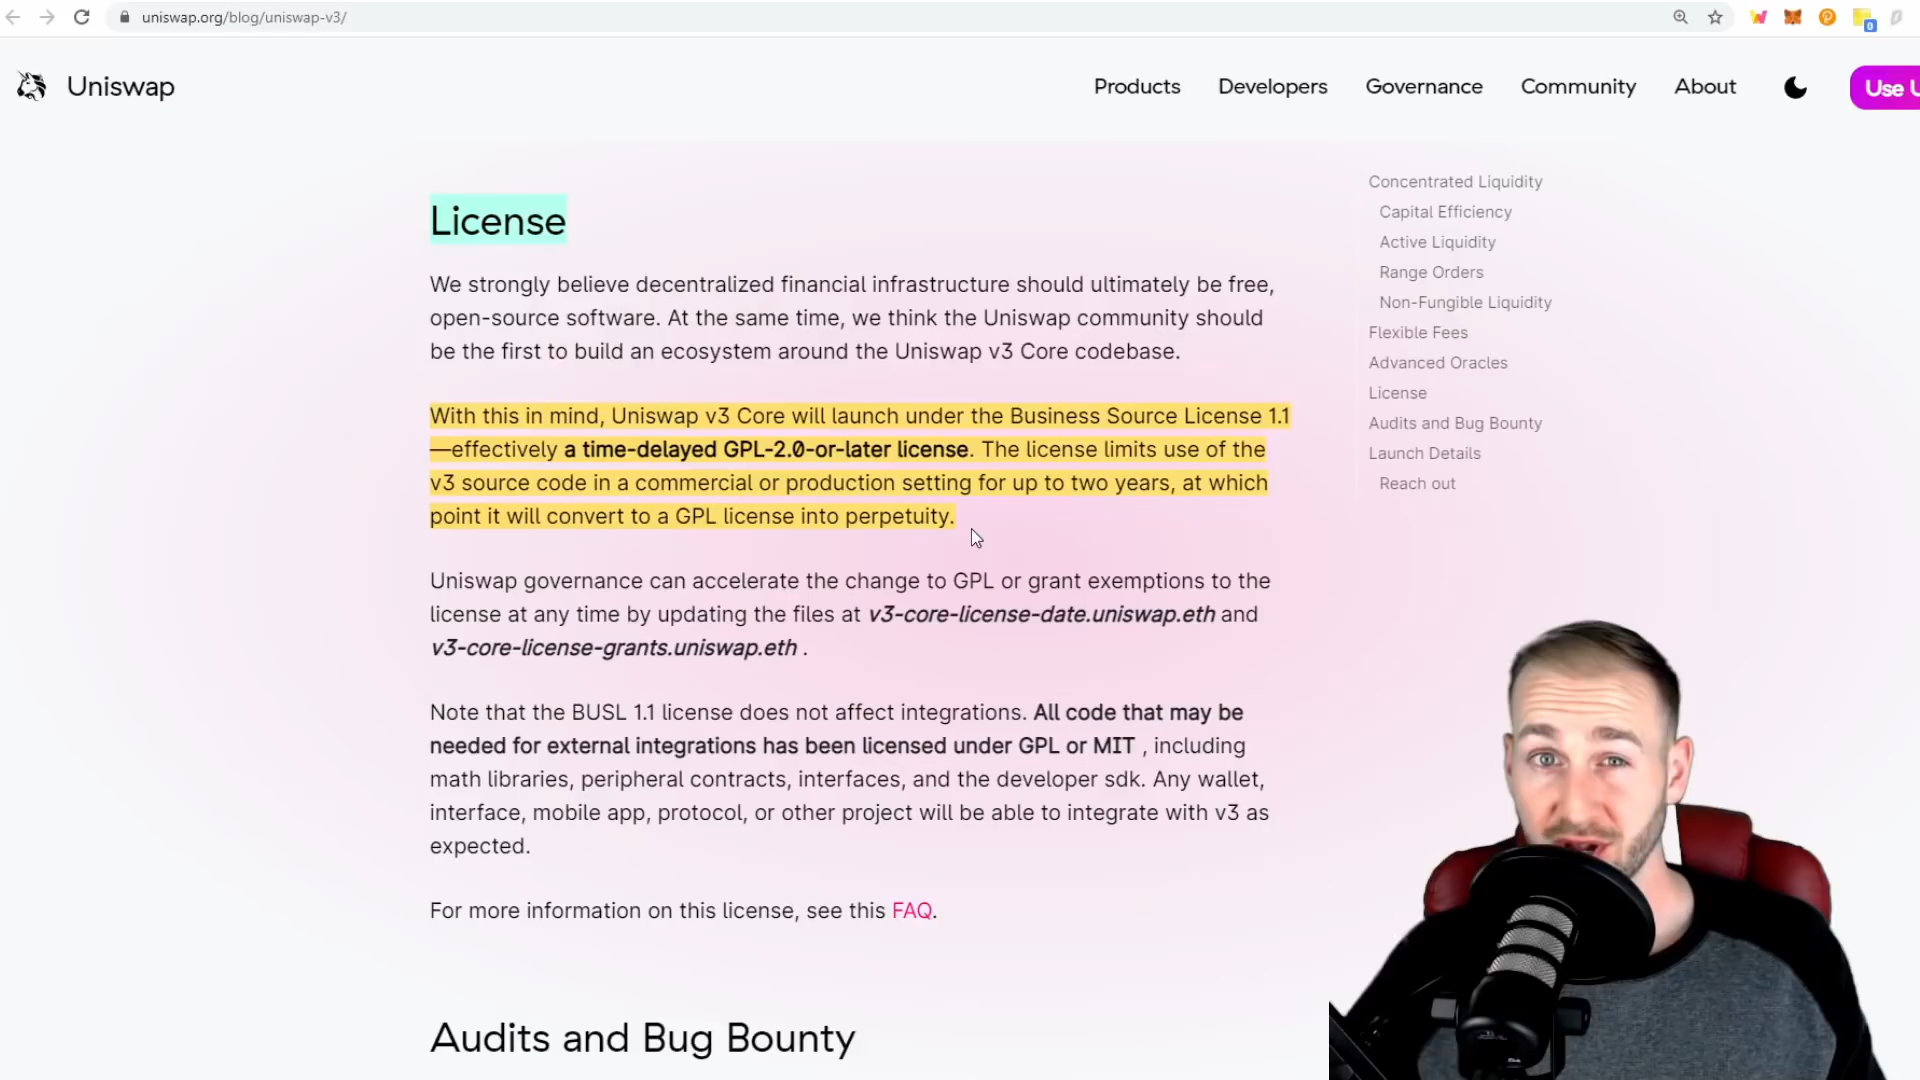 uniswap.org/blog/uniswap-v3/
0
Uniswap
Products Developers Governance Community About Use U
License
We strongly believe decentralized financial infrastructure should ultimately be free,
open-source software. At the same time, we think the Uniswap community should
be the first to build an ecosystem around the Uniswap v3 Core codebase.
With this in mind, Uniswap v3 Core will launch under the Business Source License 1.1
—effectively a time-delayed GPL-2.0-or-later license. The license limits use of the
v3 source code in a commercial or production setting for up to two years, at which
point it will convert to a GPL license into perpetuity.
Uniswap governance can accelerate the change to GPL or grant exemptions to the
license at any time by updating the files at v3-core-license-date.uniswap.eth and
v3-core-license-grants.uniswap.eth .
Note that the BUSL 1.1 license does not affect integrations. All code that may be
needed for external integrations has been licensed under GPL or MIT , including
math libraries, peripheral contracts, interfaces, and the developer sdk. Any wallet,
interface, mobile app, protocol, or other project will be able to integrate with v3 as
expected.
For more information on this license, see this FAQ.
Audits and Bug Bounty
Concentrated Liquidity
Capital Efficiency
Active Liquidity
Range Orders
Non-Fungible Liquidity
Flexible Fees
Advanced Oracles
License
Audits and Bug Bounty
Launch Details
Reach out